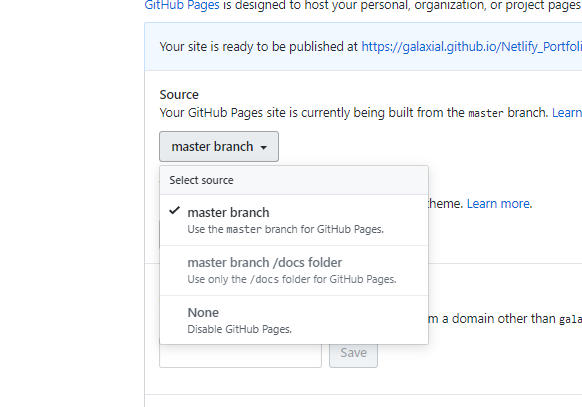 GitHub Pages is designed to host your personal, organization, or project pages
Your site is ready to be published at https://galaxial.github.io/Netlify_Portfoli
Source
Your GitHub Pages site is currently being built from the master branch. Learn
master branch
Select source
heme. Learn more.
master branch
Use the master branch for GitHub Pages.
master branch /docs folder
Use only the /docs folder for GitHub Pages.
None
Disable GitHub Pages.
m a domain other than gala
Save